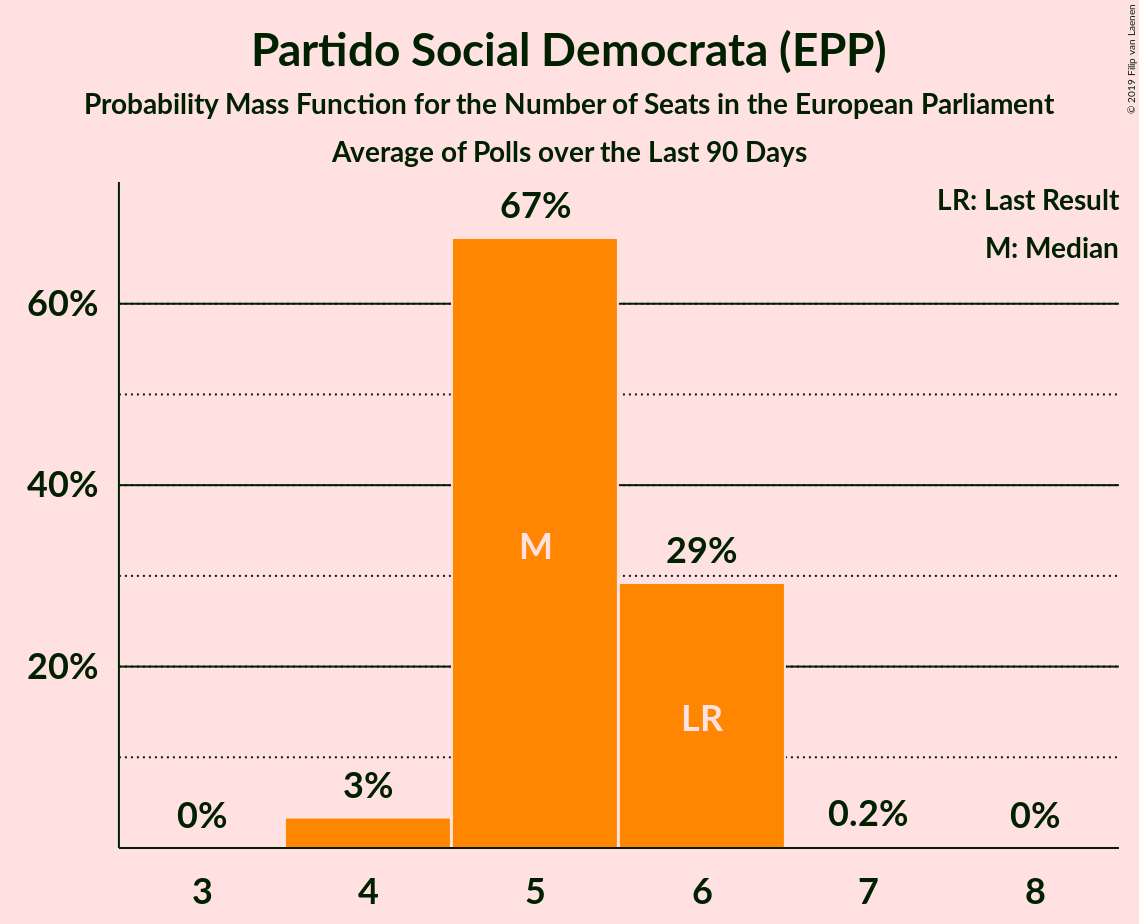 Partido Social Democrata (EPP)
Probability Mass Function for the Number of Seats in the European Parliament
Average of Polls over the Last 90 Days
© 2019 Filip van Laenen
LR: Last Result
M: Median
67%
60%
40%
M
29%
20%
LR
3%
0%
0.2%
0%
3 4 5 6 7 8